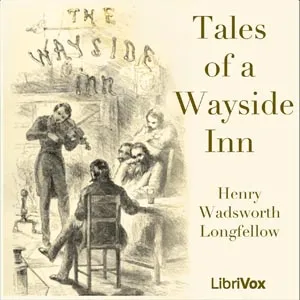 THE
WAYSIDE
inn
Tales
of a
Wayside
Inn
Henry
Wadsworth
Longfellow
LibriVox